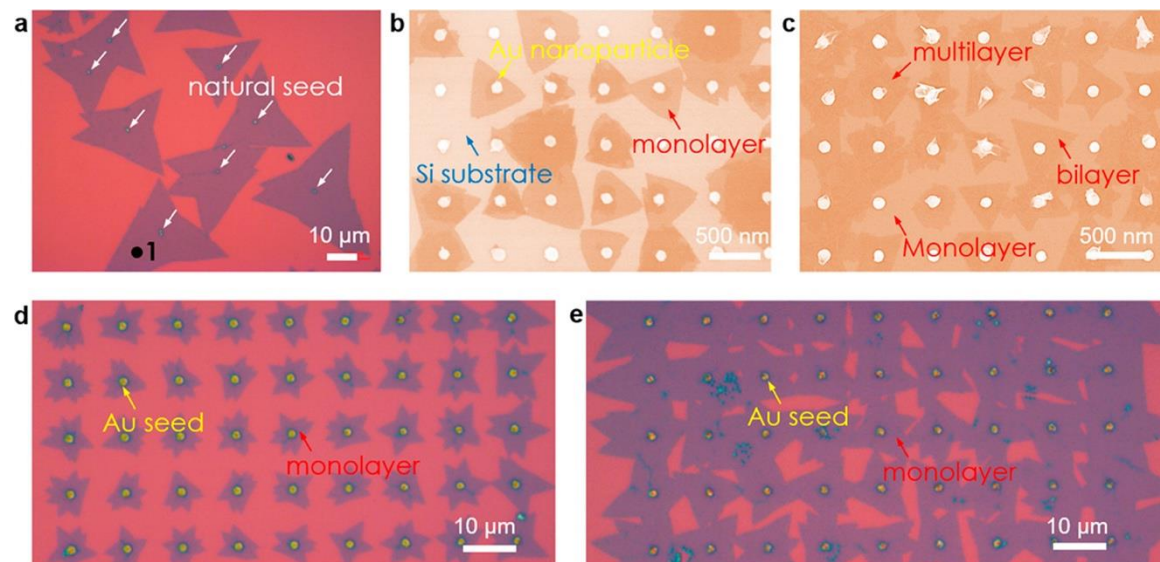 a
natural seed
1
10 μm
b
Au nanoparticle
monolayer
Si substrate
500 nm
c
multilayer
bilayer
Monolayer
500 nm
d
Au seed
monolayer
10 μm
e
Au seed
monolayer
10 μm